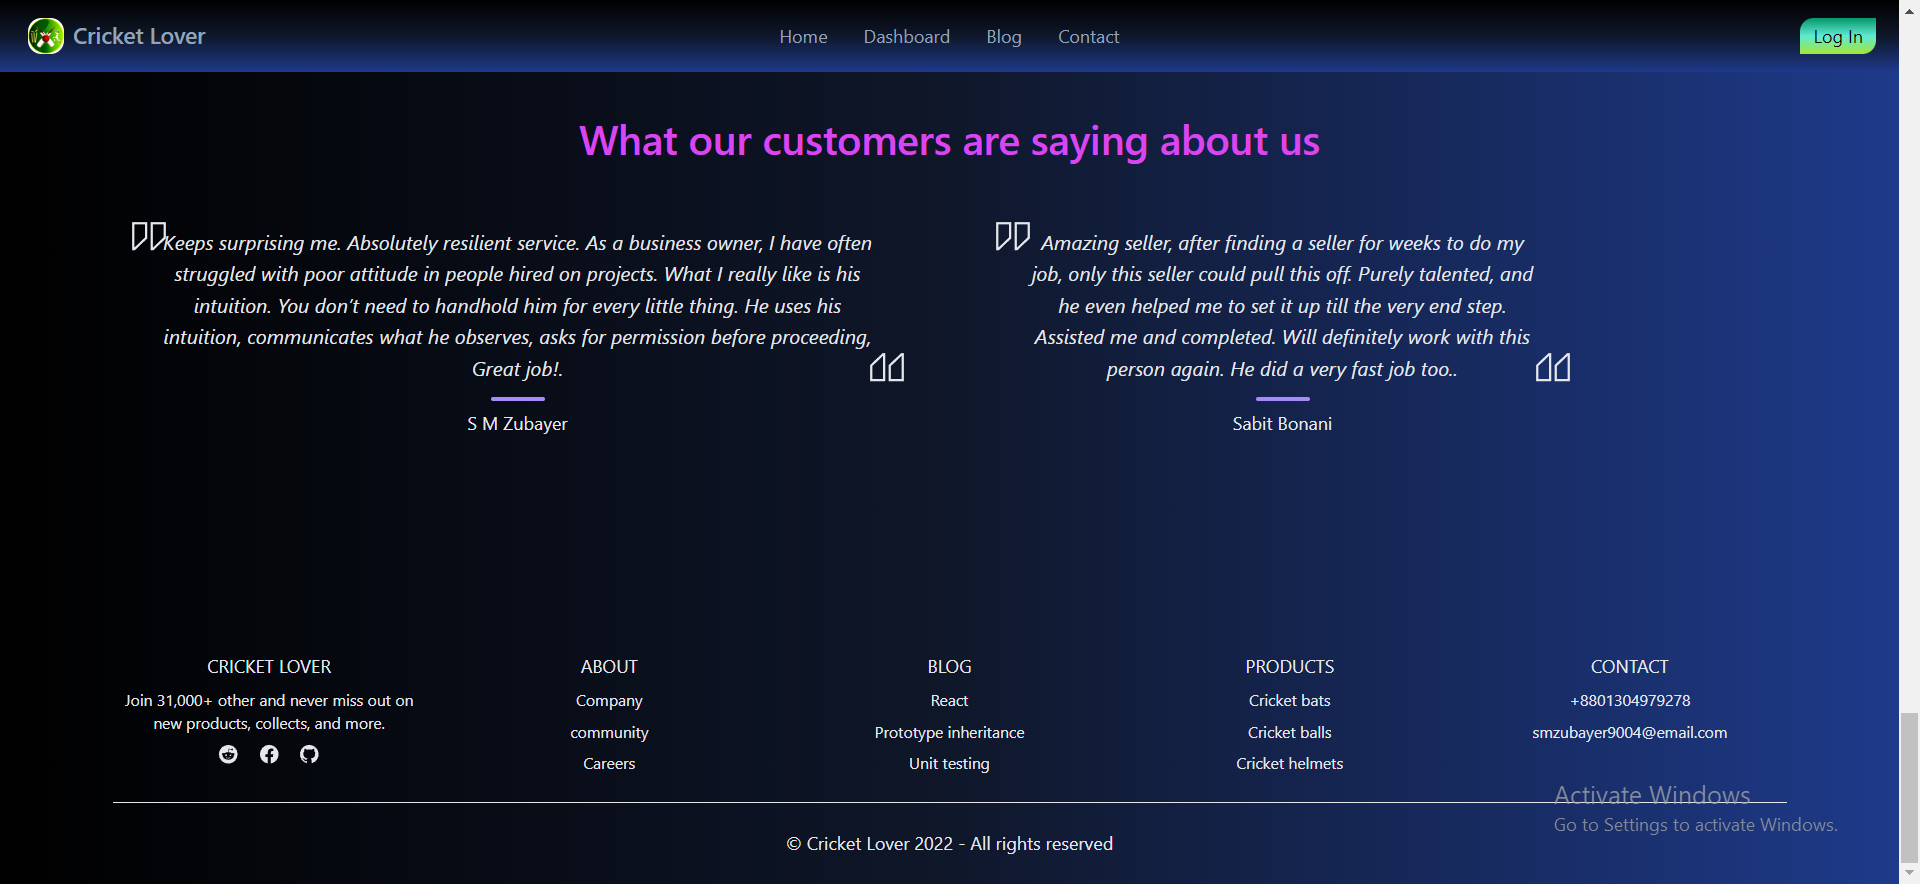 Cricket Lover
Home
Dashboard
Blog
Contact
Log In
What our customers are saying about us
Keeps surprising me. Absolutely resilient service. As a business owner, I have often
struggled with poor attitude in people hired on projects. What I really like is his
intuition. You don’t need to handhold him for every little thing. He uses his
intuition, communicates what he observes, asks for permission before proceeding,
Great job!.
S M Zubayer
Amazing seller, after finding a seller for weeks to do my
job, only this seller could pull this off. Purely talented, and
he even helped me to set it up till the very end step.
Assisted me and completed. Will definitely work with this
person again. He did a very fast job too..
Sabit Bonani
CRICKET LOVER
Join 31,000+ other and never miss out on
new products, collects, and more.
ABOUT
Company
community
Careers
BLOG
React
Prototype inheritance
Unit testing
PRODUCTS
Cricket bats
Cricket balls
Cricket helmets
CONTACT
+8801304979278
smzubayer9004@email.com
Activate Windows
Go to Settings to activate Windows.
© Cricket Lover 2022 - All rights reserved